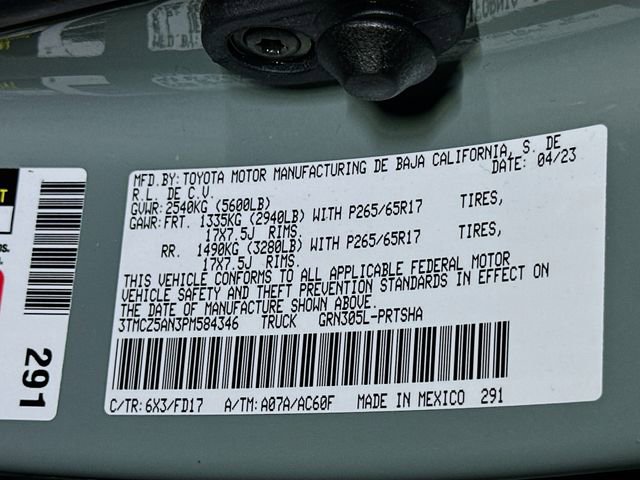 MFD.BY:TOYOTA MOTOR MANUFACTURING DE BAJA CALIFORNIA, S. DE
R.L. DE C.V. DATE: 04/23
GVWR: 2540KG (5600LB)
GAWR: FRT. 1335KG (2940LB) WITH P265/65R17 TIRES,
17X7.5J RIMS.
RR. 1490KG (3280LB) WITH P265/65R17 TIRES,
17X7.5J RIMS.
THIS VEHICLE CONFORMS TO ALL APPLICABLE FEDERAL MOTOR
VEHICLE SAFETY AND THEFT PREVENTION STANDARDS IN EFFECT ON
THE DATE OF MANUFACTURE SHOWN ABOVE.
3TMCZ5AN3PM584346 TRUCK GRN305L-PRTSHA
C/TR: 6X3/FD17 A/TM: A07A/AC60F MADE IN MEXICO 291
291